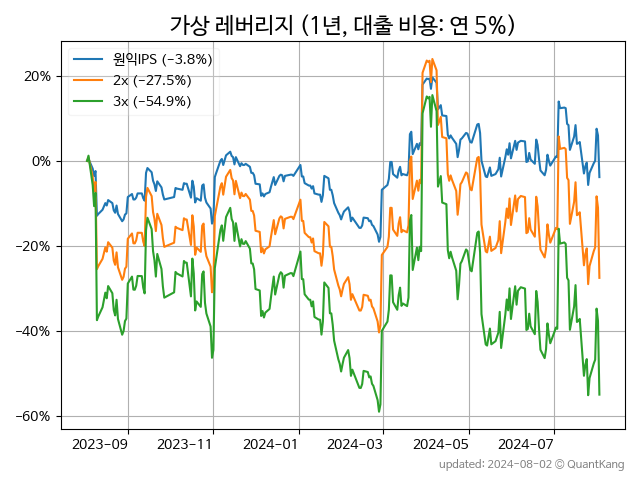 가상 레버리지 (1년, 대출 비용: 연 5%)
원익IPS (−3.8%)
2x (−27.5%)
3x (−54.9%)
20%
0%
−20%
−40%
−60%
2023-09 2023-11 2024-01 2024-03 2024-05 2024-07
updated: 2024-08-02 © QuantKang